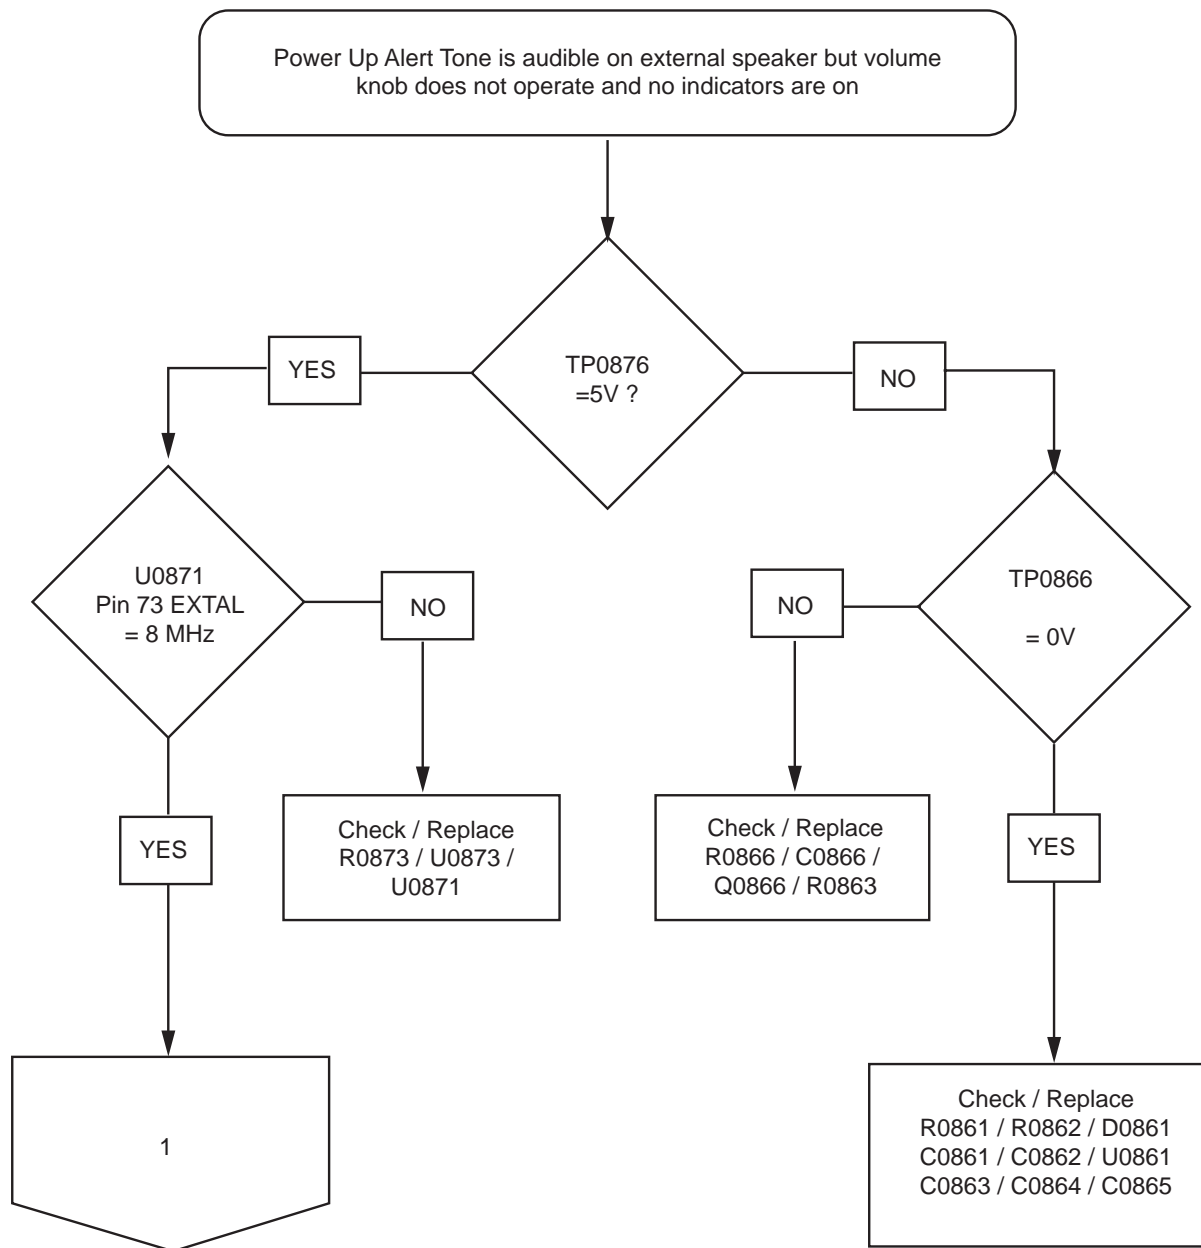 Power Up Alert Tone is audible on external speaker but volume
knob does not operate and no indicators are on
TP0876
=5V ?
YES
NO
U0871
Pin 73 EXTAL
= 8 MHz
NO
NO
TP0866
= 0V
YES
Check / Replace
R0873 / U0873 /
U0871
Check / Replace
R0866 / C0866 /
Q0866 / R0863
YES
1
Check / Replace
R0861 / R0862 / D0861
C0861 / C0862 / U0861
C0863 / C0864 / C0865